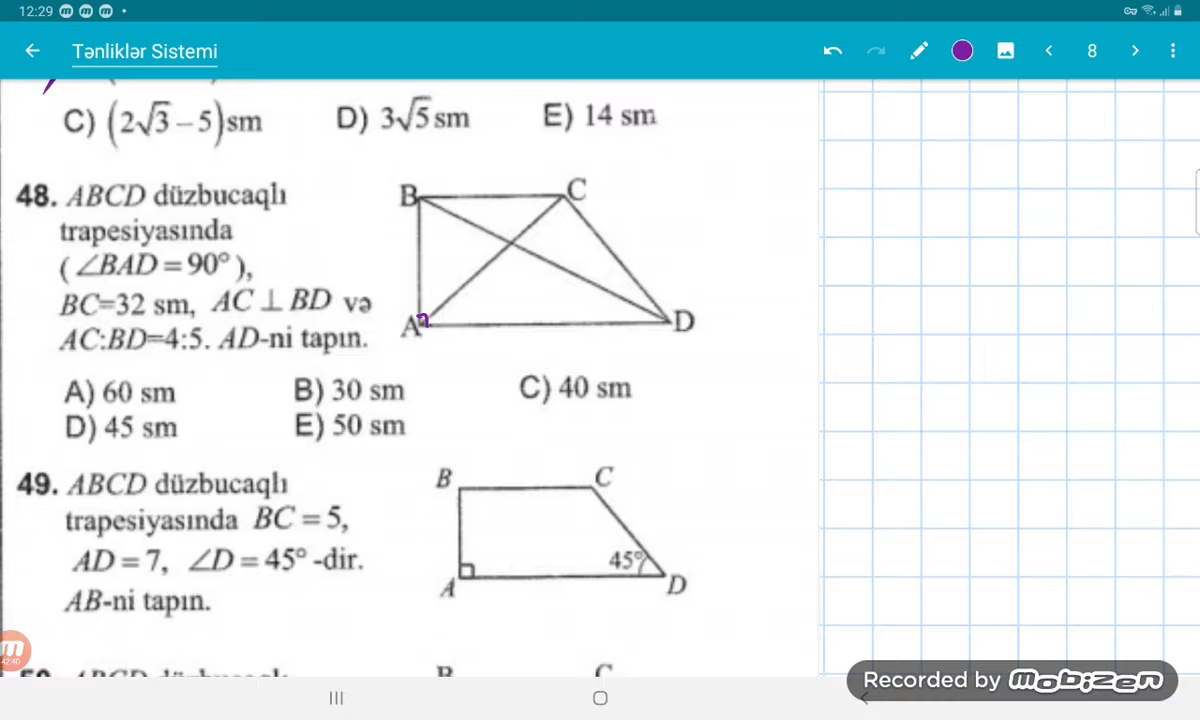 12:29
Tənliklər Sistemi
8
C) (2√3 – 5)sm D) 3√5 sm E) 14 sm
48. ABCD düzbucaqlı
trapesiyasında
(∠BAD = 90°),
BC=32 sm, AC ⊥ BD və
AC:BD=4:5. AD-ni tapın.
B C
A D
A) 60 sm B) 30 sm C) 40 sm
D) 45 sm E) 50 sm
49. ABCD düzbucaqlı
trapesiyasında BC = 5,
AD = 7, ∠D = 45° -dir.
AB-ni tapın.
B C
45°
A D
42:40
B C
Recorded by mobizen